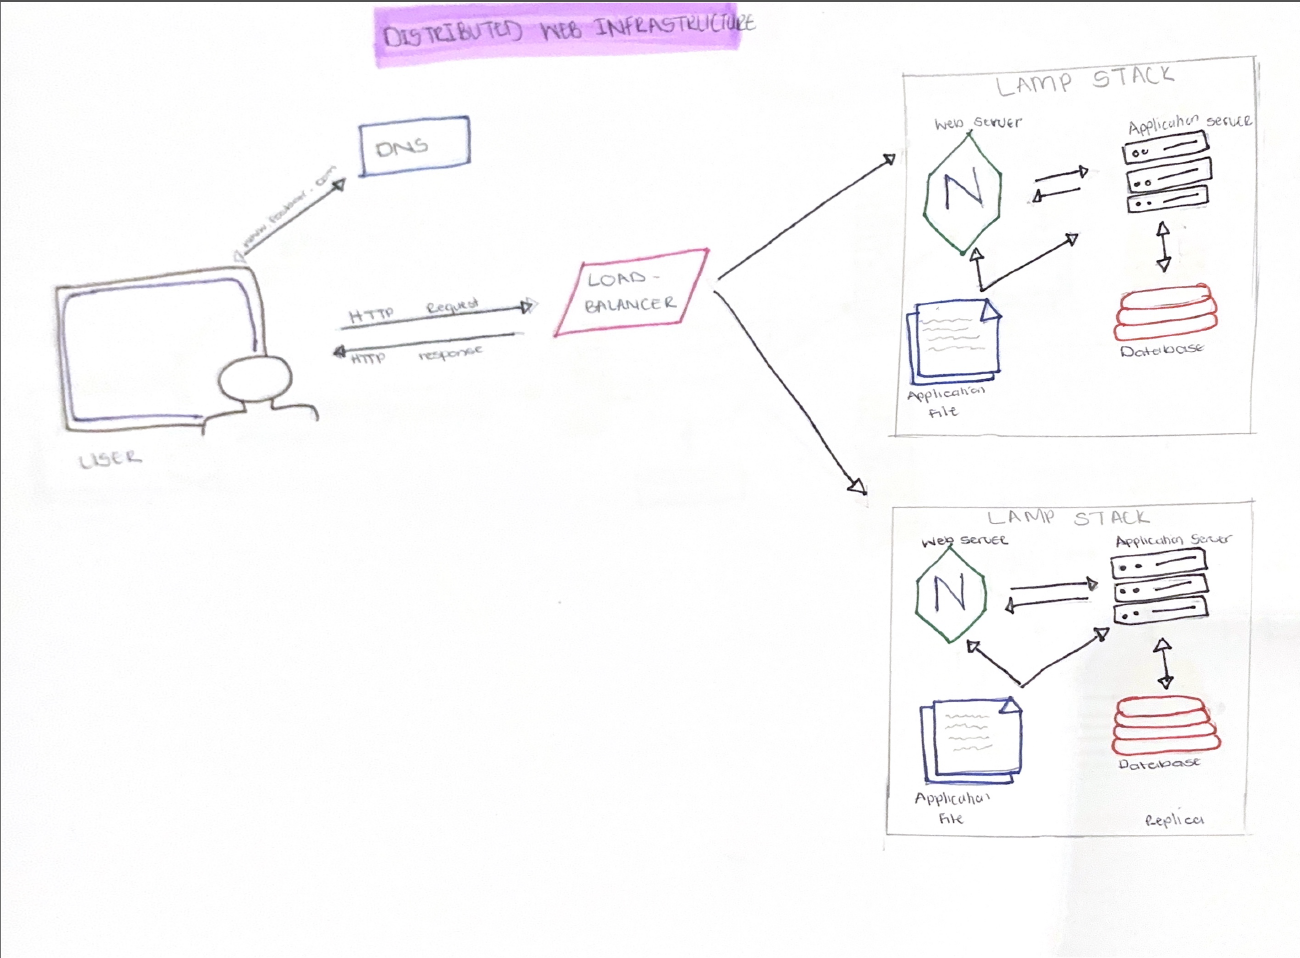 DISTRIBUTED WEB INFRASTRUCTURE
DNS
www.foobar.com
HTTP Request
HTTP response
USER
LOAD-
BALANCER
LAMP STACK
Web server
Application server
N
Application
File
Database
LAMP STACK
Web server
Application Server
N
Application
File
Database
Replica